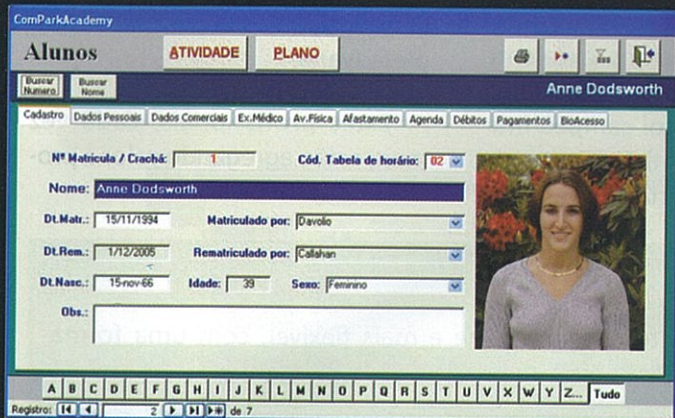 ComParkAcademy
Alunos ATIVIDADE PLANO
Buscar Numero Buscar Nome Anne Dodsworth
Cadastro Dados Pessoais Dados Comerciais Ex.Médico Av.Física Afastamento Agenda Débitos Pagamentos BioAcesso
Nº Matricula / Crachá: 1 Cód. Tabela de horário: 02
Nome: Anne Dodsworth
Dt.Matr.: 15/11/1994 Matriculado por: Davolio
Dt.Rem.: 1/12/2005 Rematriculado por: Callahan
Dt.Nasc.: 15-nov-66 Idade: 39 Sexo: Feminino
Obs.:
A B C D E F G H I J K L M N O P Q R S T U V X W Y Z... Tudo
Registro: 2 de 7